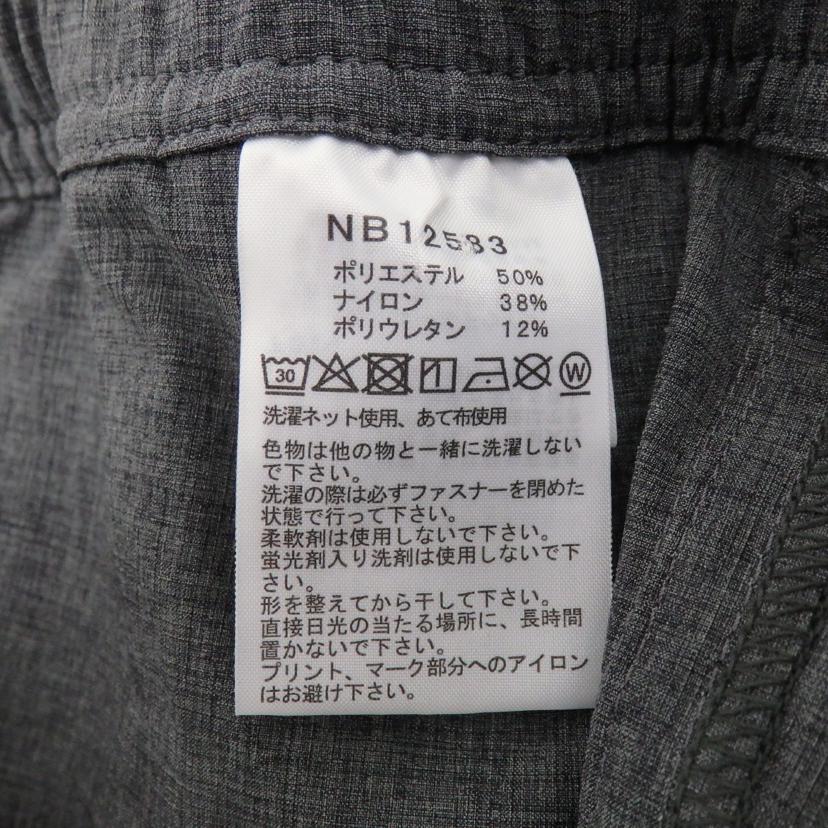 NB12583
ポリエステル 50%
ナイロン 38%
ポリウレタン 12%
30 W
洗濯ネット使用、あて布使用
色物は他の物と一緒に洗濯しない
で下さい。
洗濯の際は必ずファスナーを閉めた
状態で行って下さい。
柔軟剤は使用しないで下さい。
蛍光剤入り洗剤は使用しないで下
さい。
形を整えてから干して下さい。
直接日光の当たる場所に、長時間
置かないで下さい。
プリント、マーク部分へのアイロン
はお避け下さい。